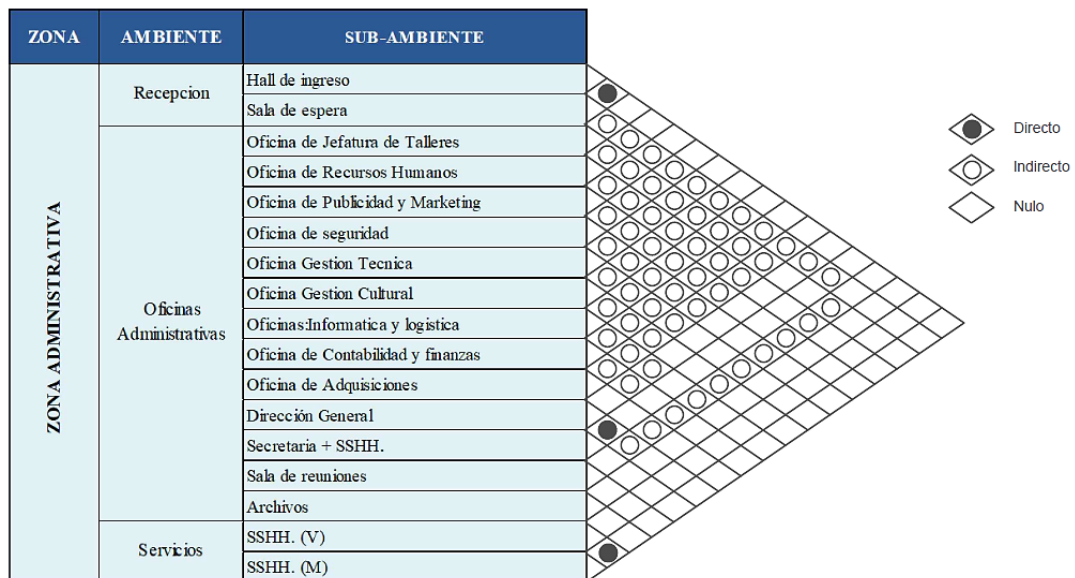 ZONA AMBIENTE SUB-AMBIENTE
ZONA ADMINISTRATIVA
Recepcion
Hall de ingreso
Sala de espera
Oficinas
Administrativas
Oficina de Jefatura de Talleres
Oficina de Recursos Humanos
Oficina de Publicidad y Marketing
Oficina de seguridad
Oficina Gestion Tecnica
Oficina Gestion Cultural
Oficinas:Informatica y logistica
Oficina de Contabilidad y finanzas
Oficina de Adquisiciones
Dirección General
Secretaria + SSHH.
Sala de reuniones
Archivos
Servicios
SSHH. (V)
SSHH. (M)
Directo
Indirecto
Nulo